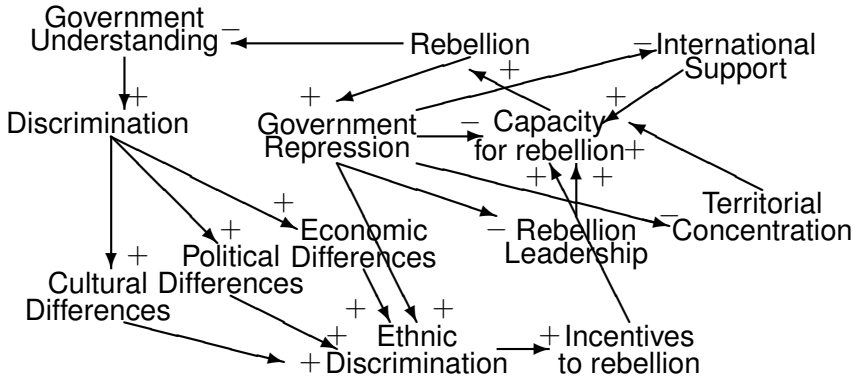 Government
Understanding −
Rebellion
− International
Support
+
+
+
+
Discrimination
Government
Repression
−
Capacity
for rebellion +
+
+
+
Territorial
Concentration
−
− Rebellion
Leadership
+
Economic
Differences
+
Political
Differences
+
Cultural
Differences
+
+
+
Ethnic
+ Discrimination
+ Incentives
to rebellion